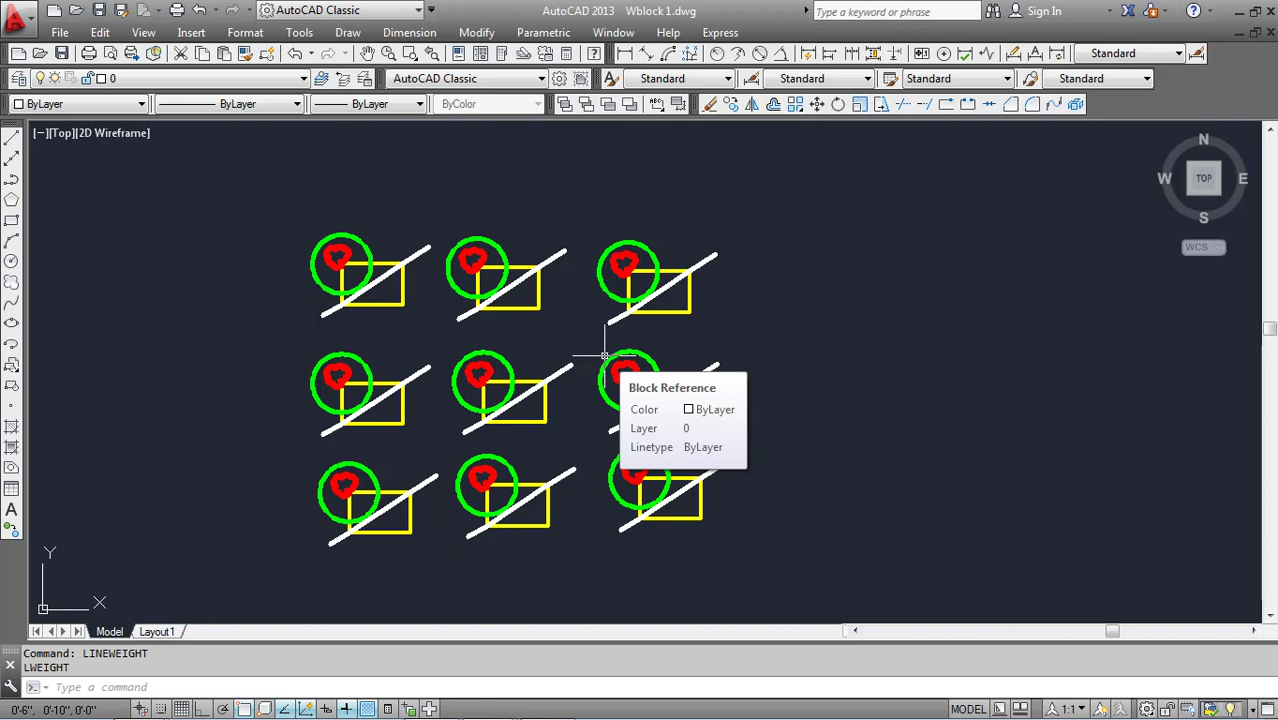 AutoCAD Classic
AutoCAD 2013 Wblock 1.dwg
Type a keyword or phrase
Sign In
File Edit View Insert Format Tools Draw Dimension Modify Parametric Window Help Express
Standard
0
AutoCAD Classic
Standard
Standard
Standard
Standard
ByLayer
ByLayer
ByLayer
ByColor
[−][Top][2D Wireframe]
N
W
TOP
E
S
WCS
Block Reference
Color ByLayer
Layer 0
Linetype ByLayer
Y
X
Model
Layout1
Command: LINEWEIGHT
LWEIGHT
Type a command
0'-6", 0'-10", 0'-0"
MODEL
1:1